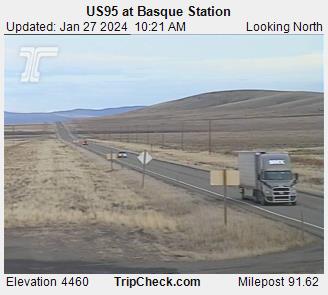 US95 at Basque Station
Updated: Jan 27 2024 10:21 AM Looking North
Elevation 4460 TripCheck.com Milepost 91.62